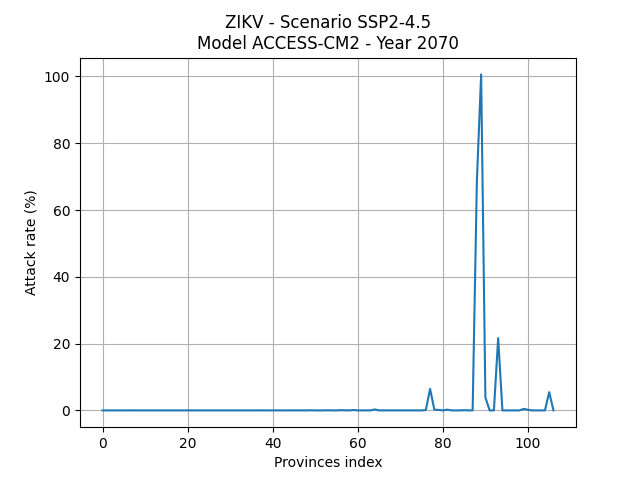 ZIKV - Scenario SSP2-4.5
Model ACCESS-CM2 - Year 2070
100
80
60
40
20
0
Attack rate (%)
0 20 40 60 80 100
Provinces index